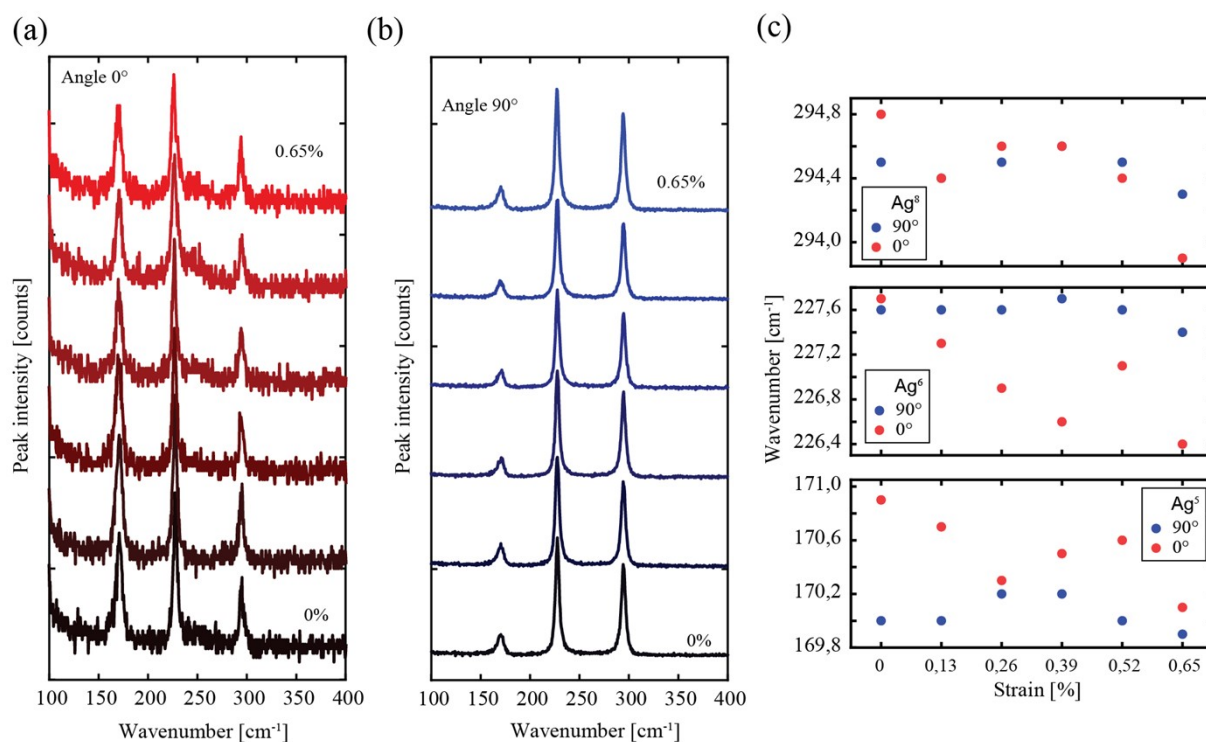 (a)
Angle 0°
0.65%
0%
Peak intensity [counts]
100 150 200 250 300 350 400
Wavenumber [cm⁻¹]
(b)
Angle 90°
0.65%
0%
Peak intensity [counts]
100 150 200 250 300 350 400
Wavenumber [cm⁻¹]
(c)
294,8
294,4
294,0
Ag⁸
90°
0°
227,6
227,2
226,8
226,4
Ag⁶
90°
0°
171,0
170,6
170,2
169,8
Ag⁵
90°
0°
Wavenumber [cm⁻¹]
0 0,13 0,26 0,39 0,52 0,65
Strain [%]